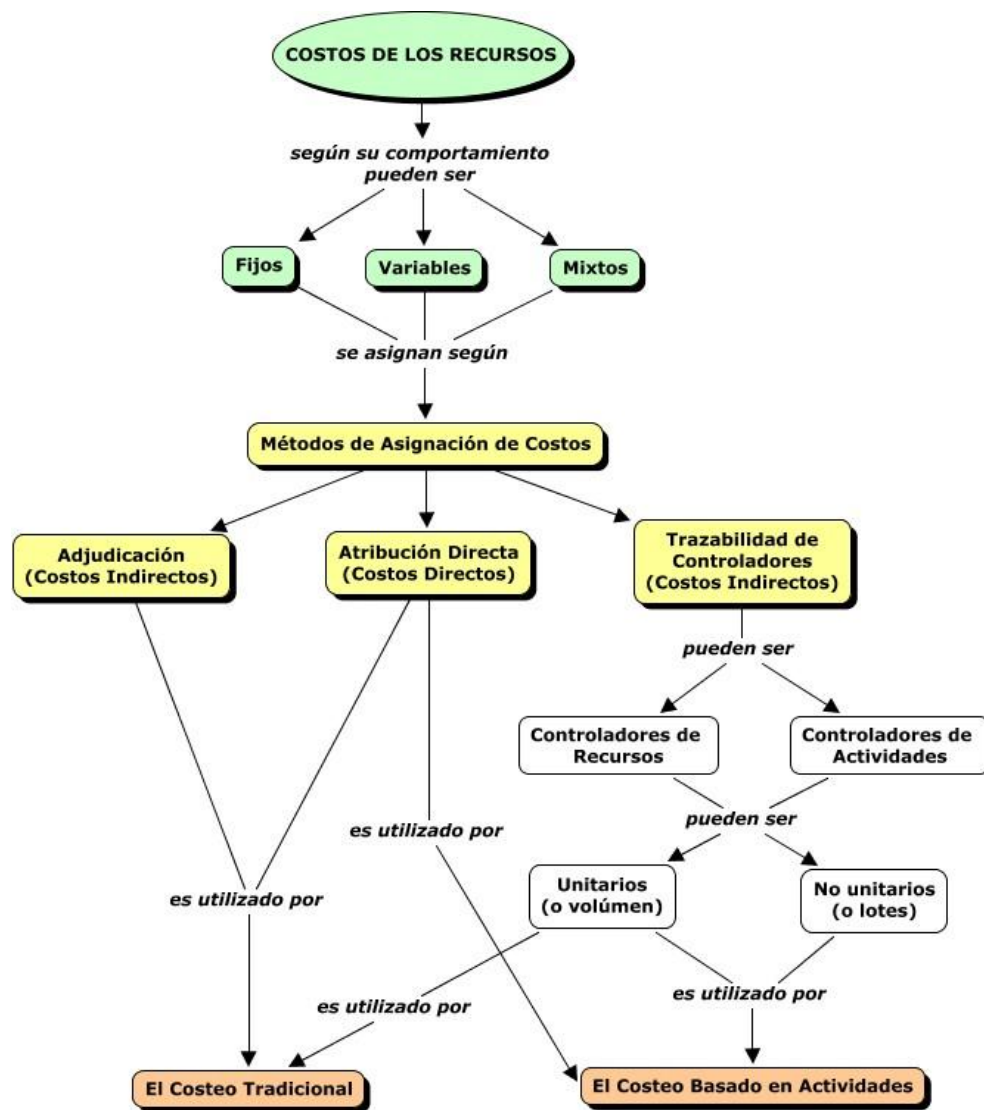 COSTOS DE LOS RECURSOS
según su comportamiento
pueden ser
Fijos
Variables
Mixtos
se asignan según
Métodos de Asignación de Costos
Adjudicación
(Costos Indirectos)
Atribución Directa
(Costos Directos)
Trazabilidad de
Controladores
(Costos Indirectos)
pueden ser
Controladores de
Recursos
Controladores de
Actividades
pueden ser
es utilizado por
Unitarios
(o volúmen)
No unitarios
(o lotes)
es utilizado por
es utilizado por
es utilizado por
El Costeo Tradicional
El Costeo Basado en Actividades